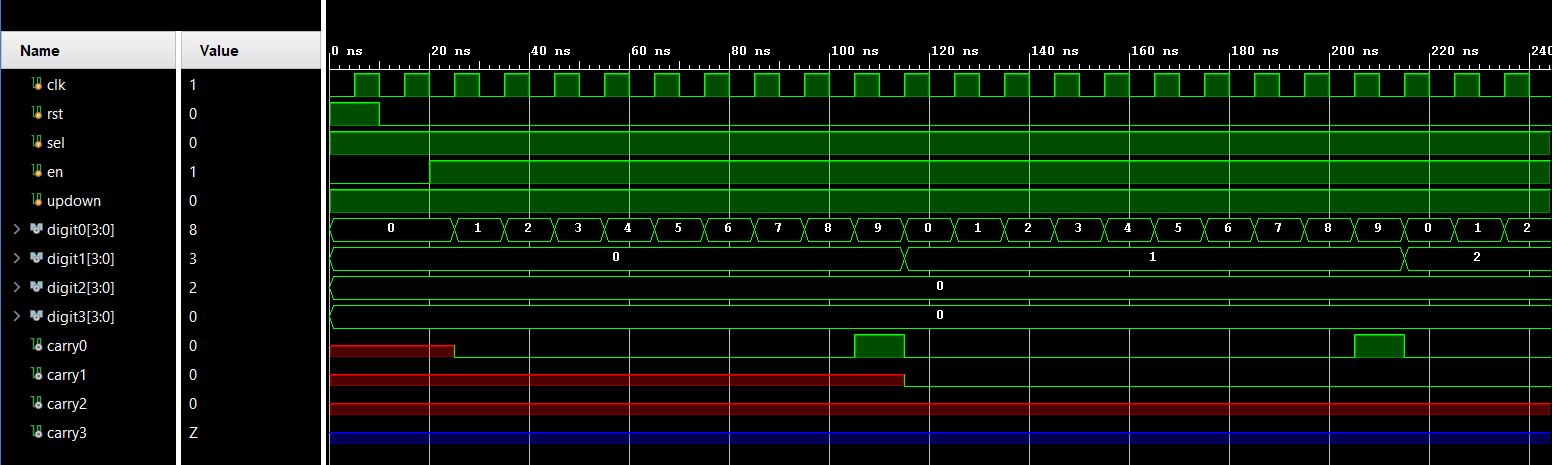 Name Value 0 ns 20 ns 40 ns 60 ns 80 ns 100 ns 120 ns 140 ns 160 ns 180 ns 200 ns 220 ns 240
clk 1
rst 0
sel 0
en 1
updown 0
digit0[3:0] 8 0 1 2 3 4 5 6 7 8 9 0 1 2 3 4 5 6 7 8 9 0 1 2
digit1[3:0] 3 0 1 2
digit2[3:0] 2 0
digit3[3:0] 0 0
carry0 0
carry1 0
carry2 0
carry3 Z